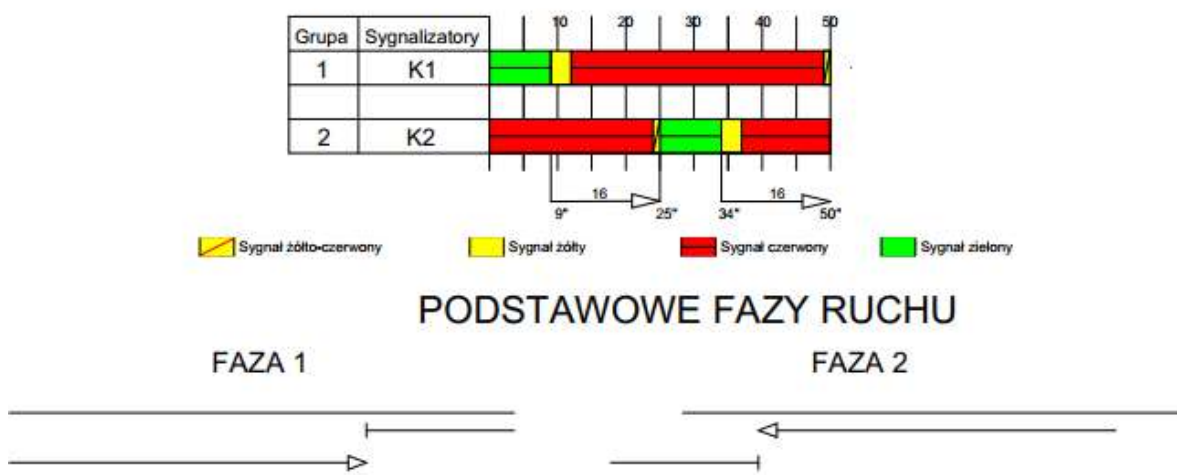 10 20 30 40 50
Grupa Sygnalizatory
1 K1
2 K2
16 16
9" 25" 34" 50"
Sygnał żółto-czerwony Sygnał żółty Sygnał czerwony Sygnał zielony
PODSTAWOWE FAZY RUCHU
FAZA 1 FAZA 2